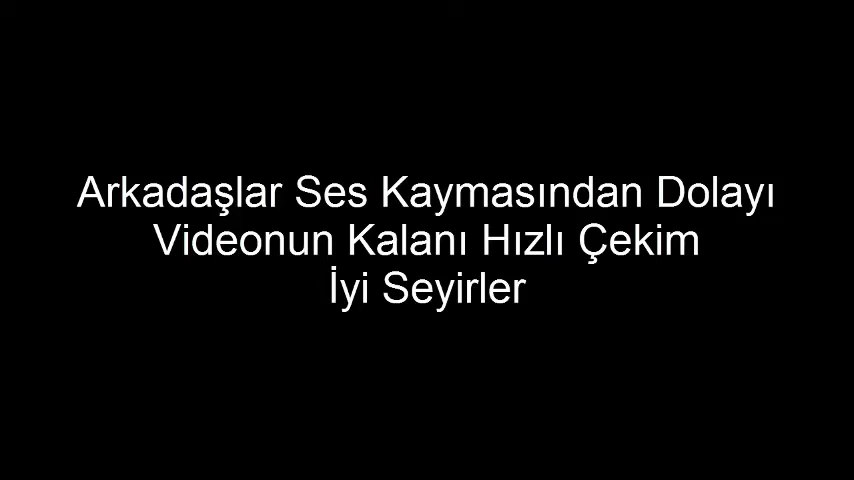 Arkadaşlar Ses Kaymasından Dolayı
Videonun Kalanı Hızlı Çekim
İyi Seyirler